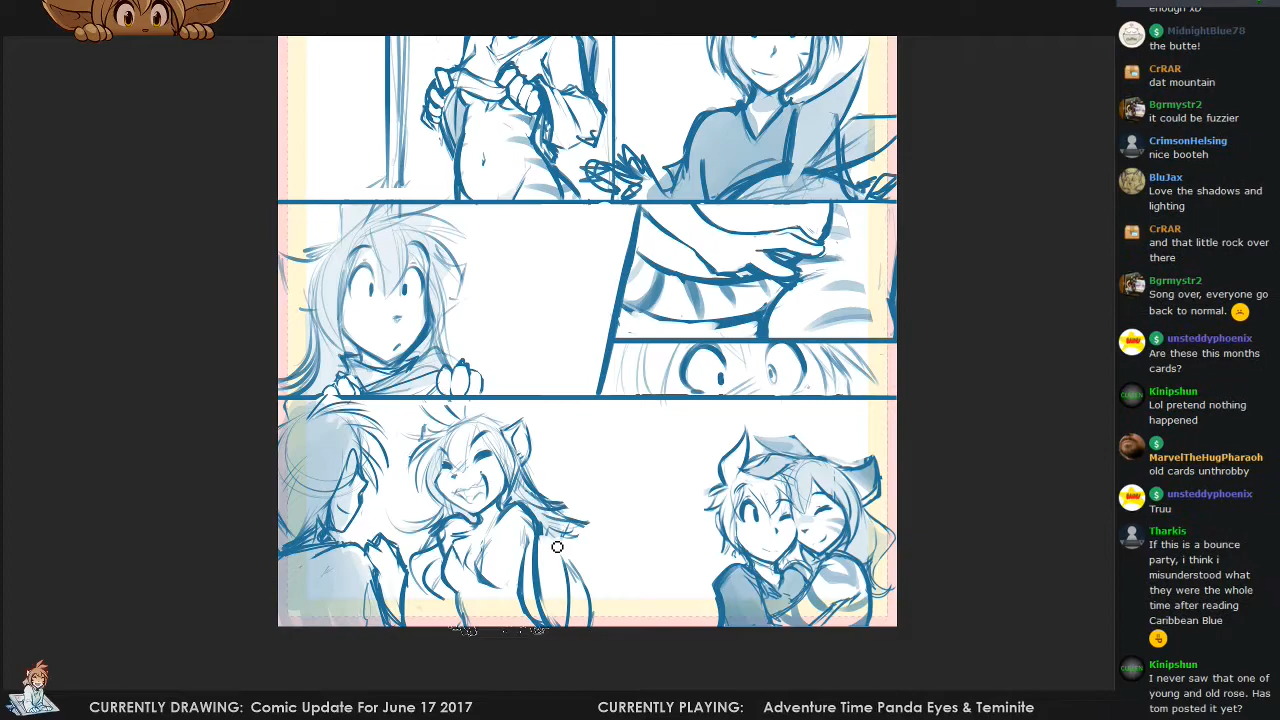 enough xD
MidnightBlue78
the butte!
CrRAR
dat mountain
Bgrmystr2
it could be fuzzier
CrimsonHelsing
nice booteh
BluJax
Love the shadows and
lighting
CrRAR
and that little rock over
there
Bgrmystr2
Song over, everyone go
back to normal.
unsteddyphoenix
Are these this months
cards?
Kinipshun
Lol pretend nothing
happened
MarvelTheHugPharaoh
old cards unthrobby
unsteddyphoenix
Truu
Tharkis
If this is a bounce
party, i think i
misunderstood what
they were the whole
time after reading
Caribbean Blue
Kinipshun
I never saw that one of
young and old rose. Has
tom posted it yet?
CURRENTLY DRAWING: Comic Update For June 17 2017
CURRENTLY PLAYING: Adventure Time Panda Eyes & Teminite